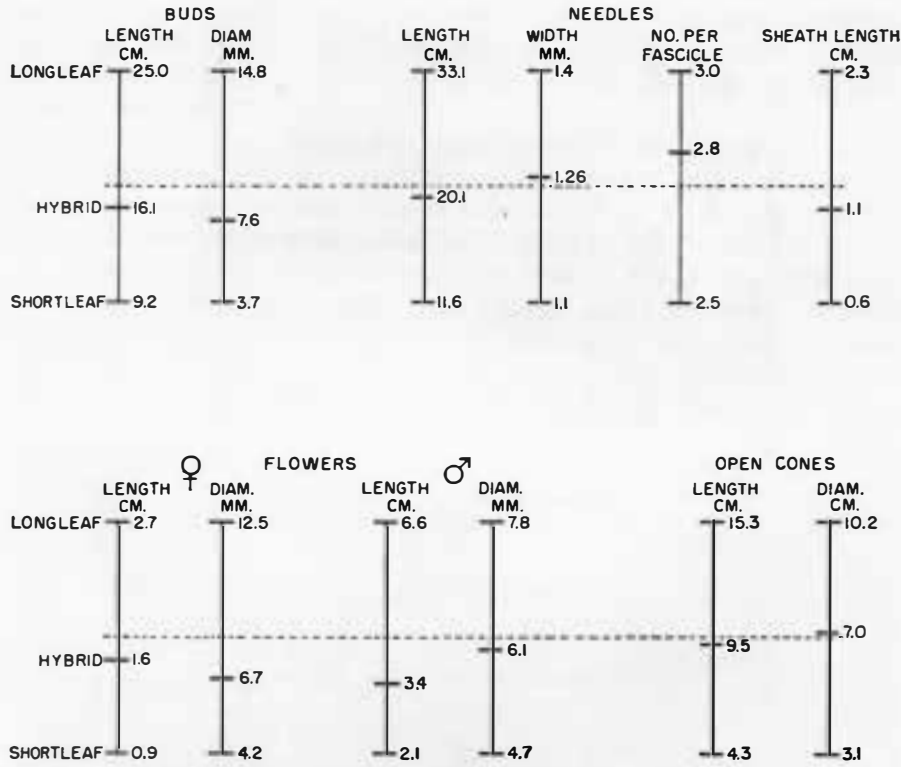 BUDS NEEDLES
LENGTH CM. DIAM MM. LENGTH CM. WIDTH MM. NO. PER FASCICLE SHEATH LENGTH CM.
LONGLEAF 25.0 14.8 33.1 1.4 3.0 2.3
2.8
1.26
HYBRID 16.1 7.6 20.1 1.1
SHORTLEAF 9.2 3.7 11.6 1.1 2.5 0.6
♀ FLOWERS ♂ OPEN CONES
LENGTH CM. DIAM. MM. LENGTH CM. DIAM. MM. LENGTH CM. DIAM. CM.
LONGLEAF 2.7 12.5 6.6 7.8 15.3 10.2
7.0
HYBRID 1.6 6.7 3.4 6.1 9.5
SHORTLEAF 0.9 4.2 2.1 4.7 4.3 3.1